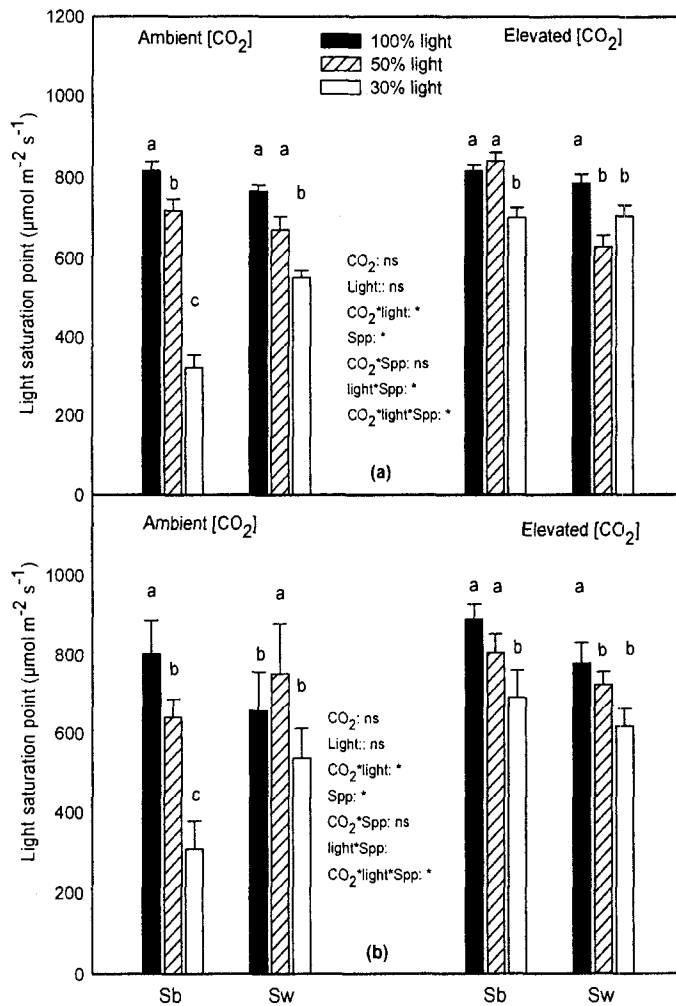 Ambient [CO₂]
100% light
50% light
30% light
Elevated [CO₂]
Light saturation point (µmol m⁻² s⁻¹)
1200
1000
800
600
400
200
0
a
b
c
a
a
b
a
a
b
a
b
b
CO₂: ns
Light:: ns
CO₂*light: *
Spp: *
CO₂*Spp: ns
light*Spp: *
CO₂*light*Spp: *
(a)
Ambient [CO₂]
Elevated [CO₂]
Light saturation point (µmol m⁻² s⁻¹)
1000
800
600
400
200
0
a
b
c
b
a
b
a
a
b
a
b
b
CO₂: ns
Light:: ns
CO₂*light: *
Spp: *
CO₂*Spp: ns
light*Spp:
CO₂*light*Spp: *
(b)
Sb
Sw
Sb
Sw